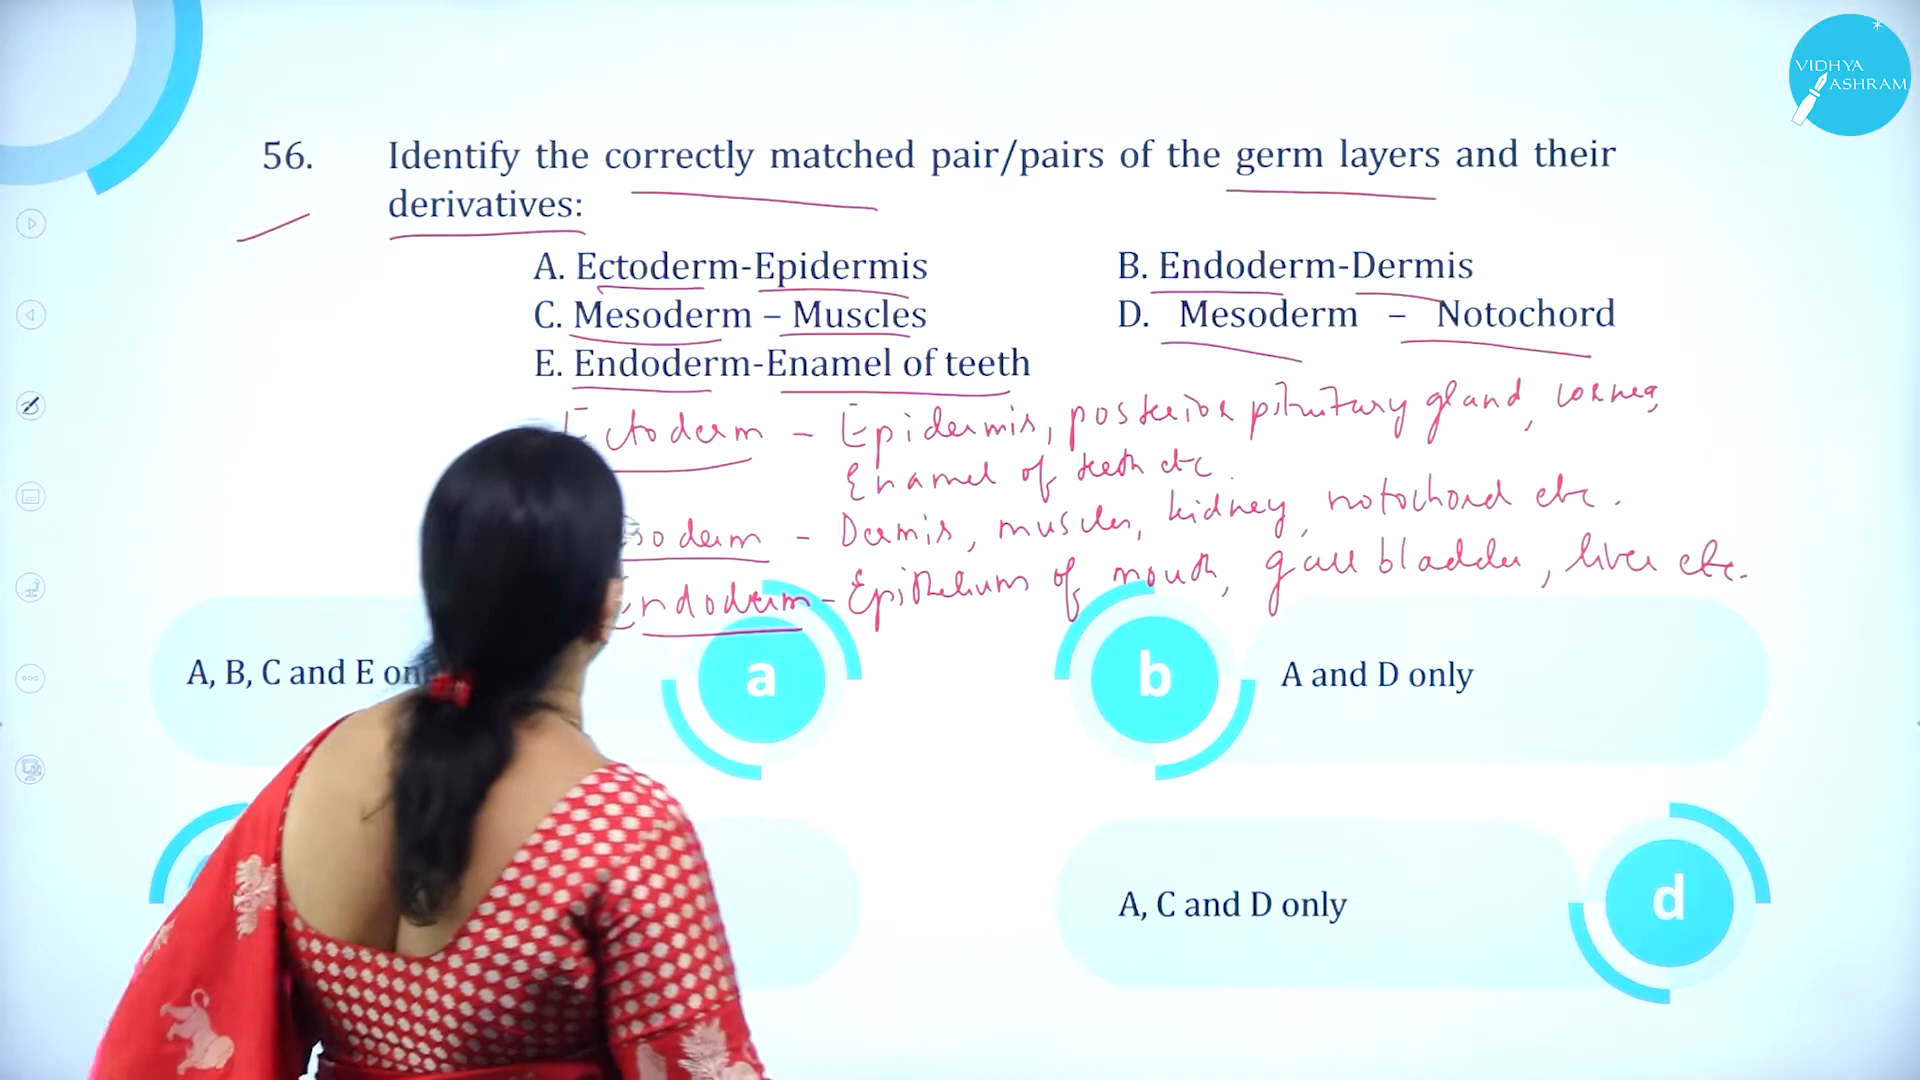 VIDHYA
ASHRAM
56. Identify the correctly matched pair/pairs of the germ layers and their
derivatives:
A. Ectoderm-Epidermis B. Endoderm-Dermis
C. Mesoderm – Muscles D. Mesoderm – Notochord
E. Endoderm-Enamel of teeth
Ectoderm - Epidermis, posterior pituitary gland, cornea,
Enamel of teeth etc
soderm - Dermis, muscles, kidney, notochord etc.
Endoderm - Epithelium of mouth, gall bladder, liver etc.
A, B, C and E on a b A and D only
A, C and D only d